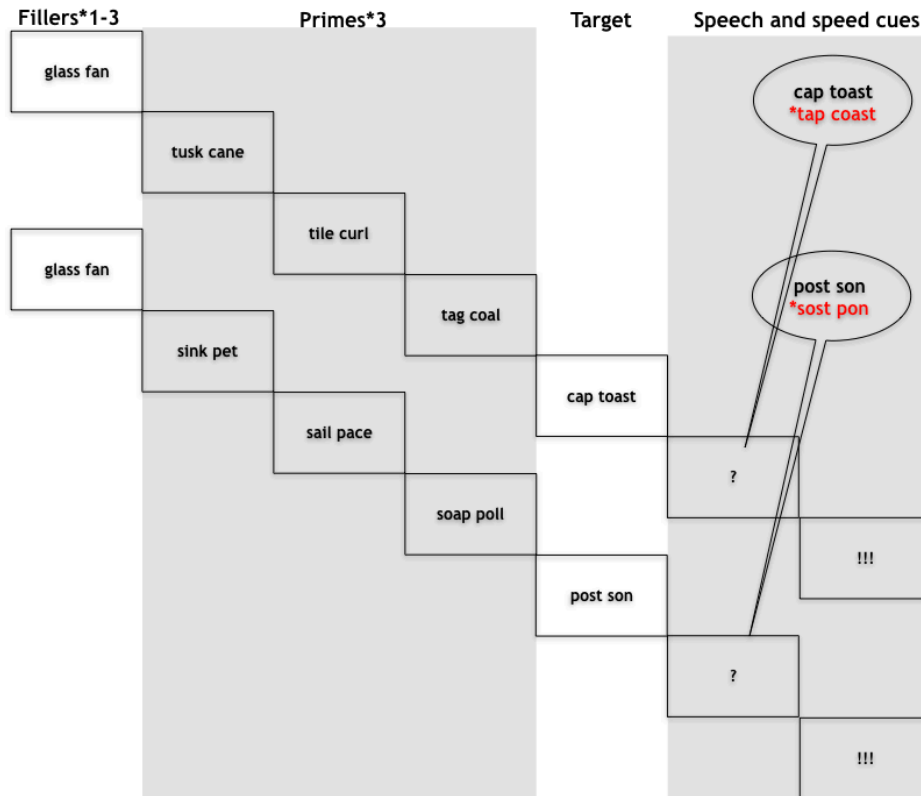 Fillers*1-3
Primes*3
Target
Speech and speed cues
glass fan
cap toast
*tap coast
tusk cane
tile curl
glass fan
post son
*sost pon
tag coal
sink pet
cap toast
sail pace
?
soap poll
!!!
post son
?
!!!